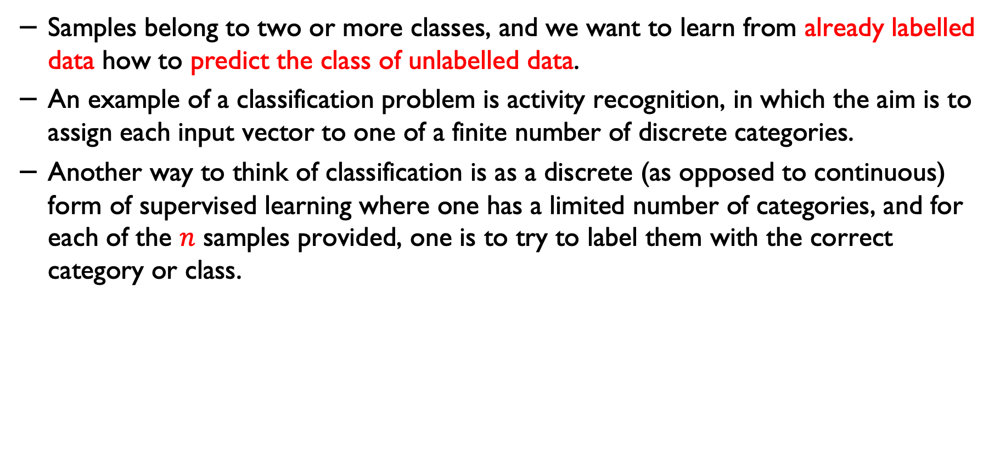 – Samples belong to two or more classes, and we want to learn from already labelled
data how to predict the class of unlabelled data.
– An example of a classification problem is activity recognition, in which the aim is to
assign each input vector to one of a finite number of discrete categories.
– Another way to think of classification is as a discrete (as opposed to continuous)
form of supervised learning where one has a limited number of categories, and for
each of the n samples provided, one is to try to label them with the correct
category or class.